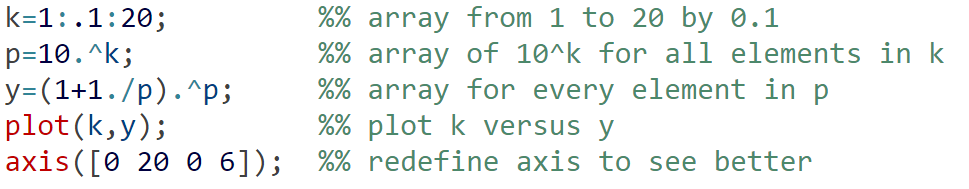 k=1:.1:20;          %% array from 1 to 20 by 0.1
p=10.^k;            %% array of 10^k for all elements in k
y=(1+1./p).^p;      %% array for every element in p
plot(k,y);          %% plot k versus y
axis([0 20 0 6]);   %% redefine axis to see better